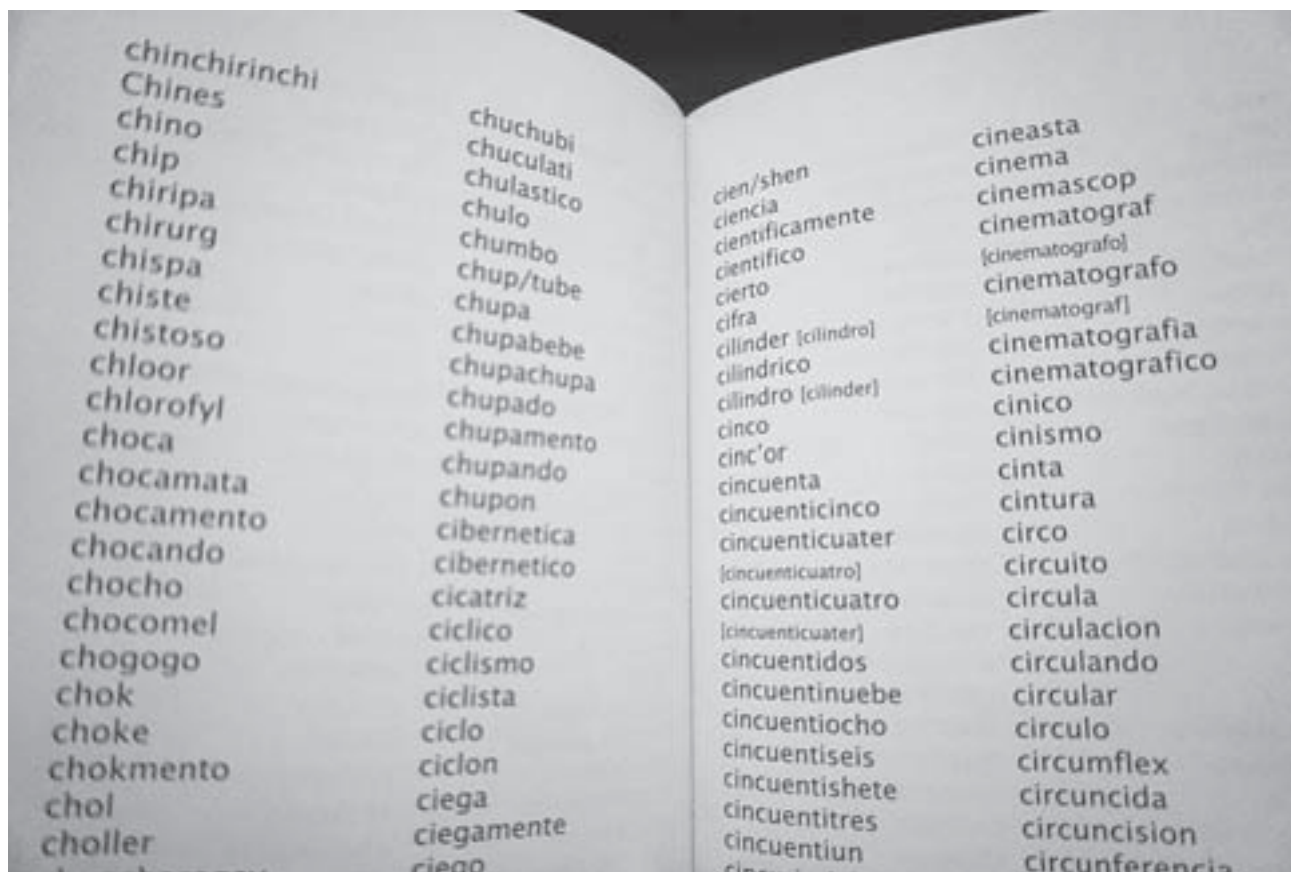 chinchirinchi
Chines
chino
chip
chiripa
chirurg
chispa
chiste
chistoso
chloor
chlorofyl
choca
chocamata
chocamento
chocando
chocho
chocomel
chogogo
chok
choke
chokmento
chol
choller
chuchubi
chuculati
chulastico
chulo
chumbo
chup/tube
chupa
chupabebe
chupachupa
chupado
chupamento
chupando
chupon
cibernetica
cibernetico
cicatriz
ciclico
ciclismo
ciclista
ciclo
ciclon
ciega
ciegamente
ciego
cien/shen
ciencia
cientificamente
cientifico
cierto
cifra
cilinder [cilindro]
cilindrico
cilindro [cilinder]
cinco
cinc'or
cincuenta
cincuenticinco
cincuenticuater
[cincuenticuatro]
cincuenticuatro
[cincuenticuater]
cincuentidos
cincuentinuebe
cincuentiocho
cincuentiseis
cincuentishete
cincuentitres
cincuentiun
cineasta
cinema
cinemascop
cinematograf
[cinematografo]
cinematografo
[cinematograf]
cinematografia
cinematografico
cinico
cinismo
cinta
cintura
circo
circuito
circula
circulacion
circulando
circular
circulo
circumflex
circuncida
circuncision
circunferencia